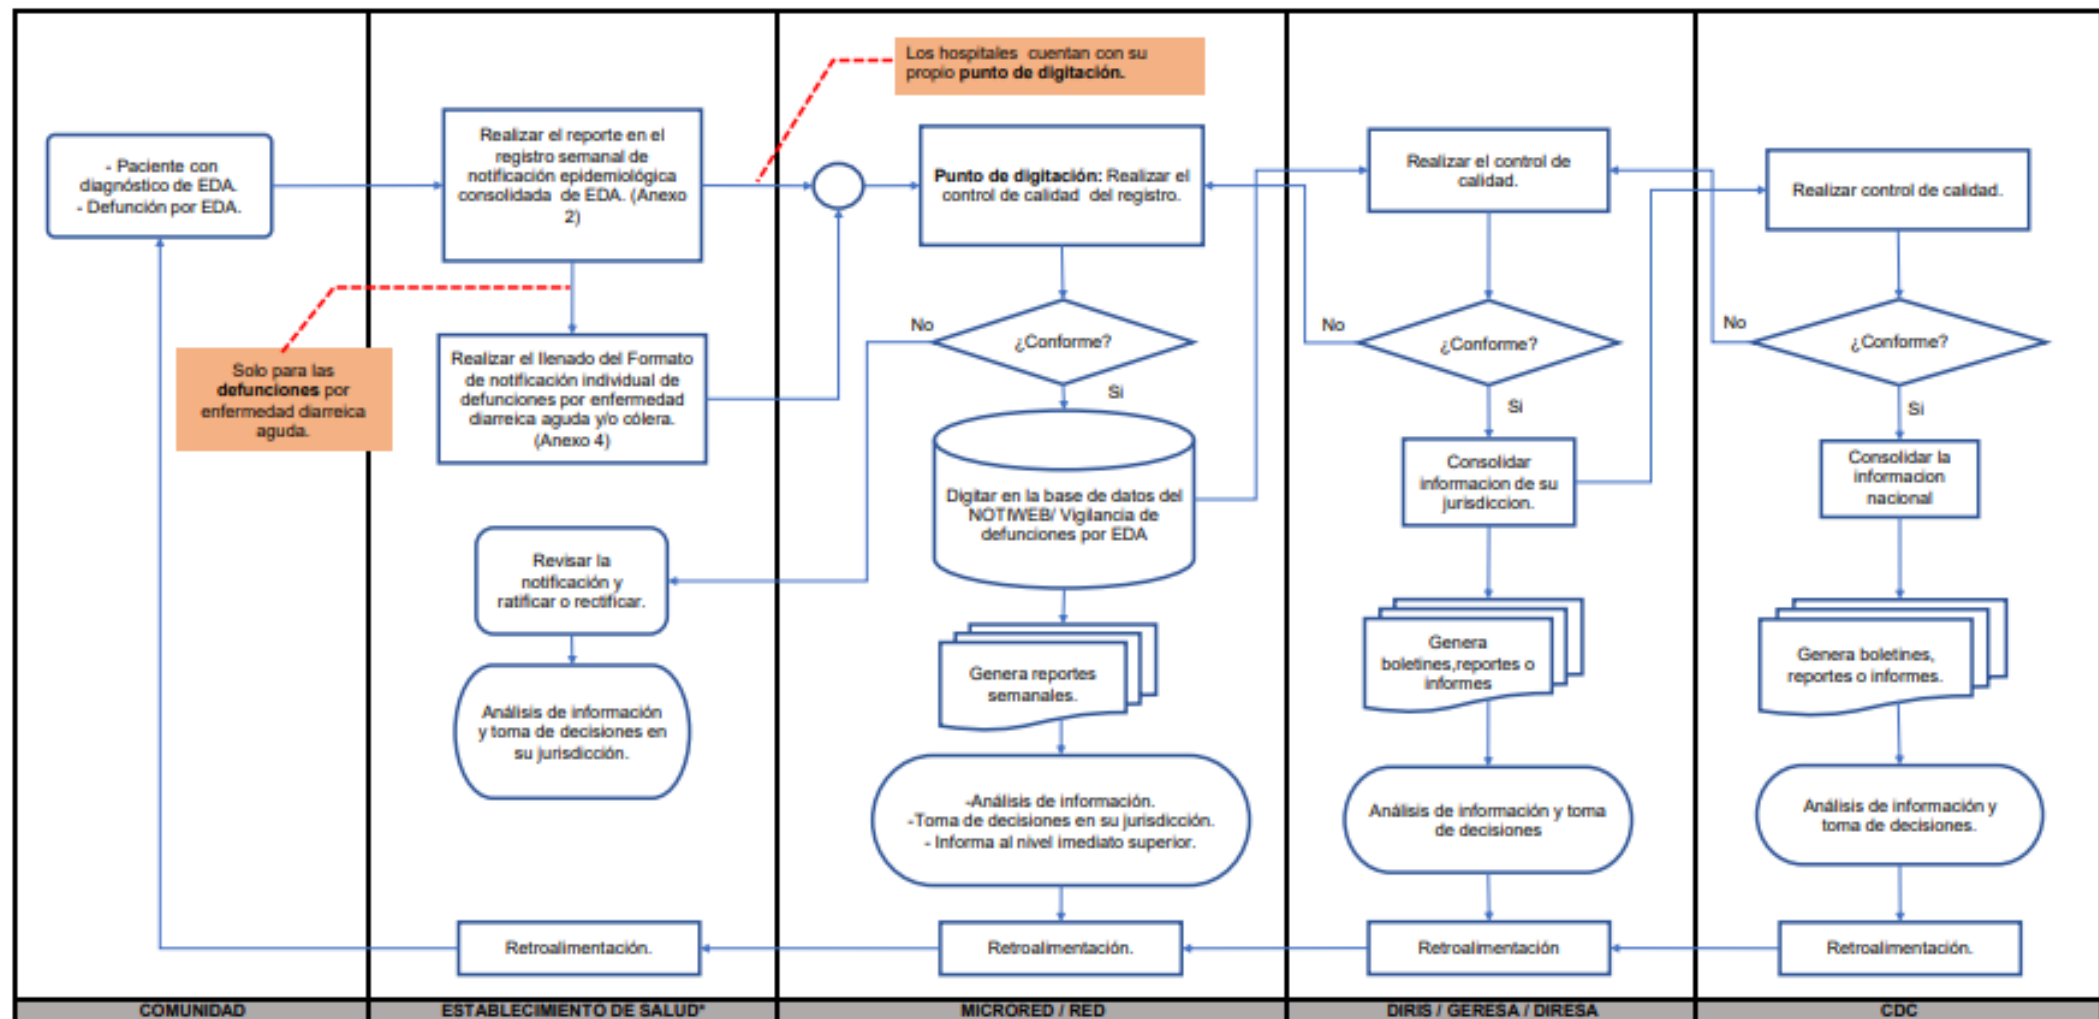 Los hospitales cuentan con su
propio punto de digitación.
- Paciente con
diagnóstico de EDA.
- Defunción por EDA.
Realizar el reporte en el
registro semanal de
notificación epidemiológica
consolidada de EDA. (Anexo
2)
Solo para las
defunciones por
enfermedad diarreica
aguda.
Realizar el llenado del Formato
de notificación individual de
defunciones por enfermedad
diarreica aguda y/o cólera.
(Anexo 4)
Revisar la
notificación y
ratificar o rectificar.
Análisis de información
y toma de decisiones en
su jurisdicción.
Retroalimentación.
Punto de digitación: Realizar el
control de calidad del registro.
No
¿Conforme?
Si
Digitar en la base de datos del
NOTIWEB/ Vigilancia de
defunciones por EDA
Genera reportes
semanales.
-Análisis de información.
-Toma de decisiones en su jurisdicción.
- Informa al nivel imediato superior.
Retroalimentación.
Realizar el control de
calidad.
No
¿Conforme?
Si
Consolidar
informacion de su
jurisdiccion.
Genera
boletines,reportes o
informes
Análisis de información y toma
de decisiones
Retroalimentación
Realizar control de calidad.
No
¿Conforme?
Si
Consolidar la
informacion
nacional
Genera boletines,
reportes o informes.
Análisis de información y
toma de decisiones.
Retroalimentación.
COMUNIDAD
ESTABLECIMIENTO DE SALUD*
MICRORED / RED
DIRIS / GERESA / DIRESA
CDC